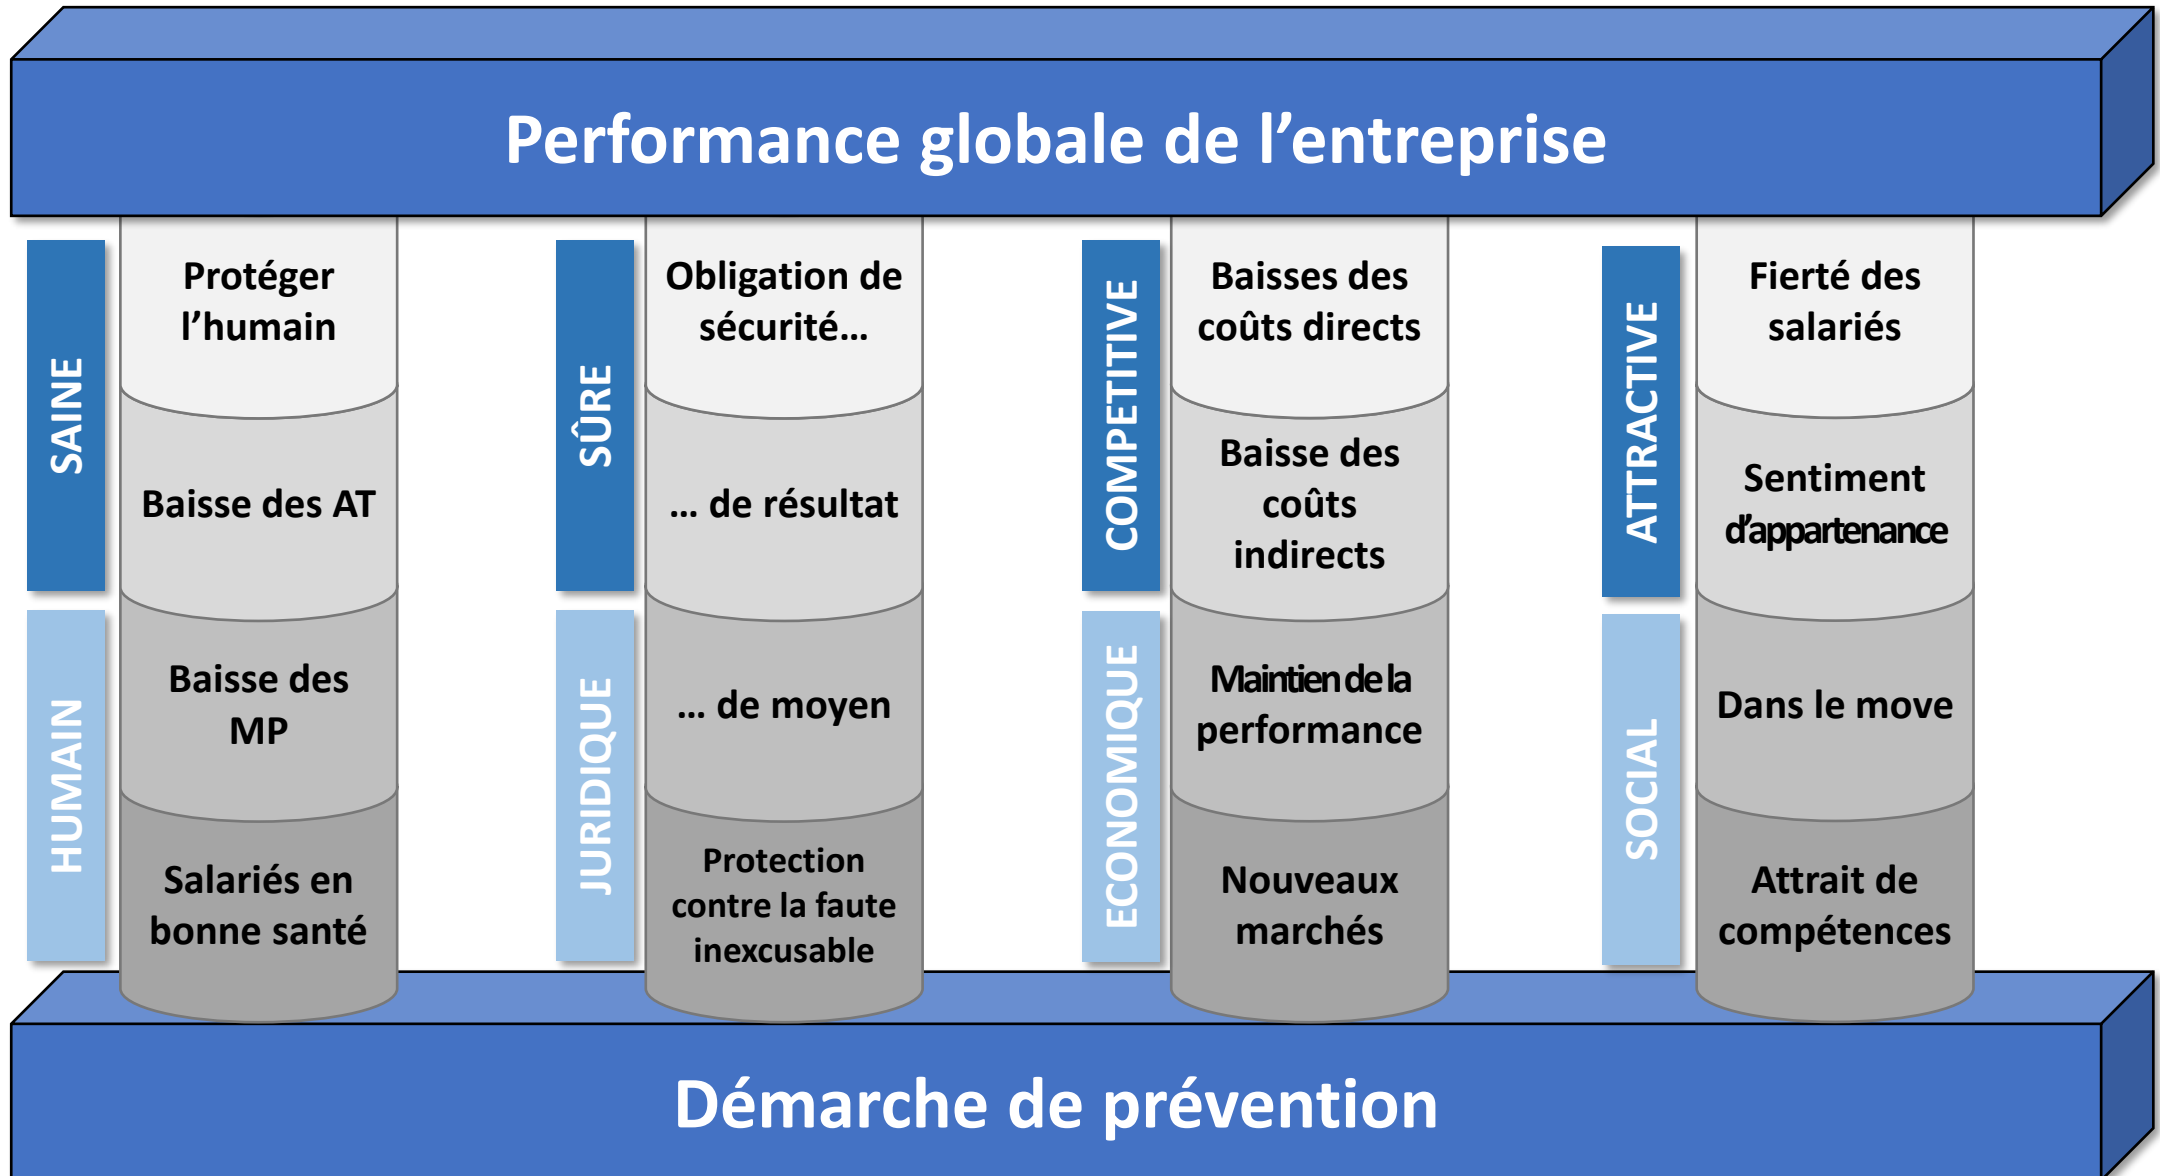 Performance globale de l’entreprise
SAINE
HUMAIN
Protéger
l’humain
Baisse des AT
Baisse des
MP
Salariés en
bonne santé
SÛRE
JURIDIQUE
Obligation de
sécurité…
… de résultat
… de moyen
Protection
contre la faute
inexcusable
COMPETITIVE
ECONOMIQUE
Baisses des
coûts directs
Baisse des
coûts
indirects
Maintien de la
performance
Nouveaux
marchés
ATTRACTIVE
SOCIAL
Fierté des
salariés
Sentiment
d’appartenance
Dans le move
Attrait de
compétences
Démarche de prévention